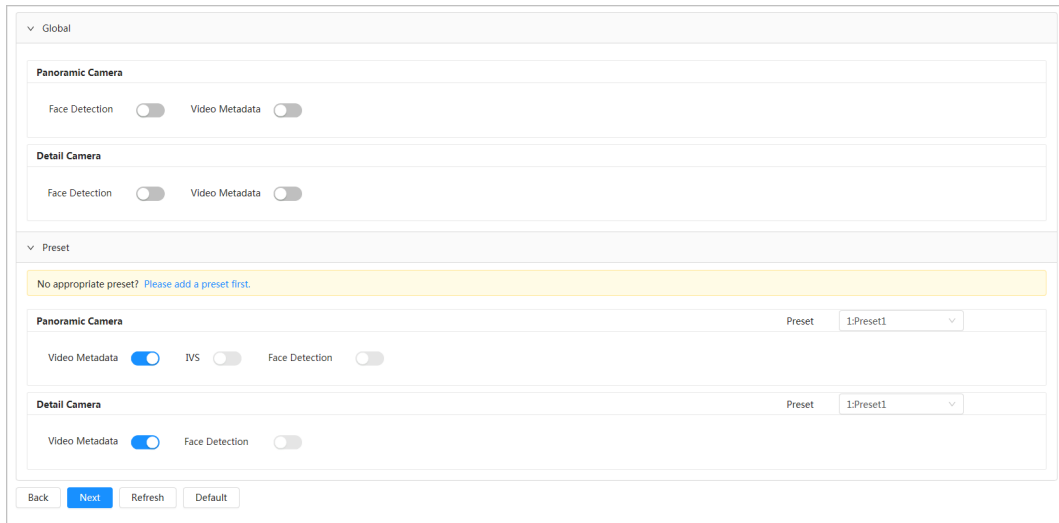 Global
Panoramic Camera
Face Detection Video Metadata
Detail Camera
Face Detection Video Metadata
Preset
No appropriate preset? Please add a preset first.
Panoramic Camera Preset 1:Preset1
Video Metadata IVS Face Detection
Detail Camera Preset 1:Preset1
Video Metadata Face Detection
Back Next Refresh Default